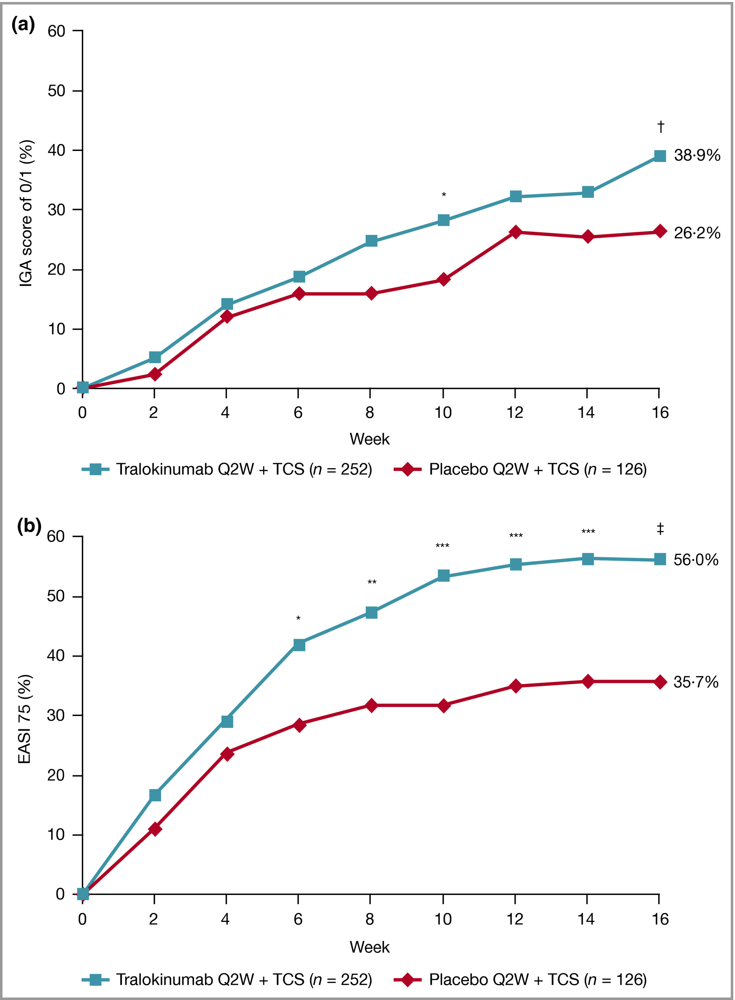 (a)
60
50
40
30
20
10
0
IGA score of 0/1 (%)
*
†
38·9%
26·2%
0 2 4 6 8 10 12 14 16
Week
Tralokinumab Q2W + TCS (n = 252) Placebo Q2W + TCS (n = 126)
(b)
60
50
40
30
20
10
0
EASI 75 (%)
*
**
***
***
***
‡
56·0%
35·7%
0 2 4 6 8 10 12 14 16
Week
Tralokinumab Q2W + TCS (n = 252) Placebo Q2W + TCS (n = 126)